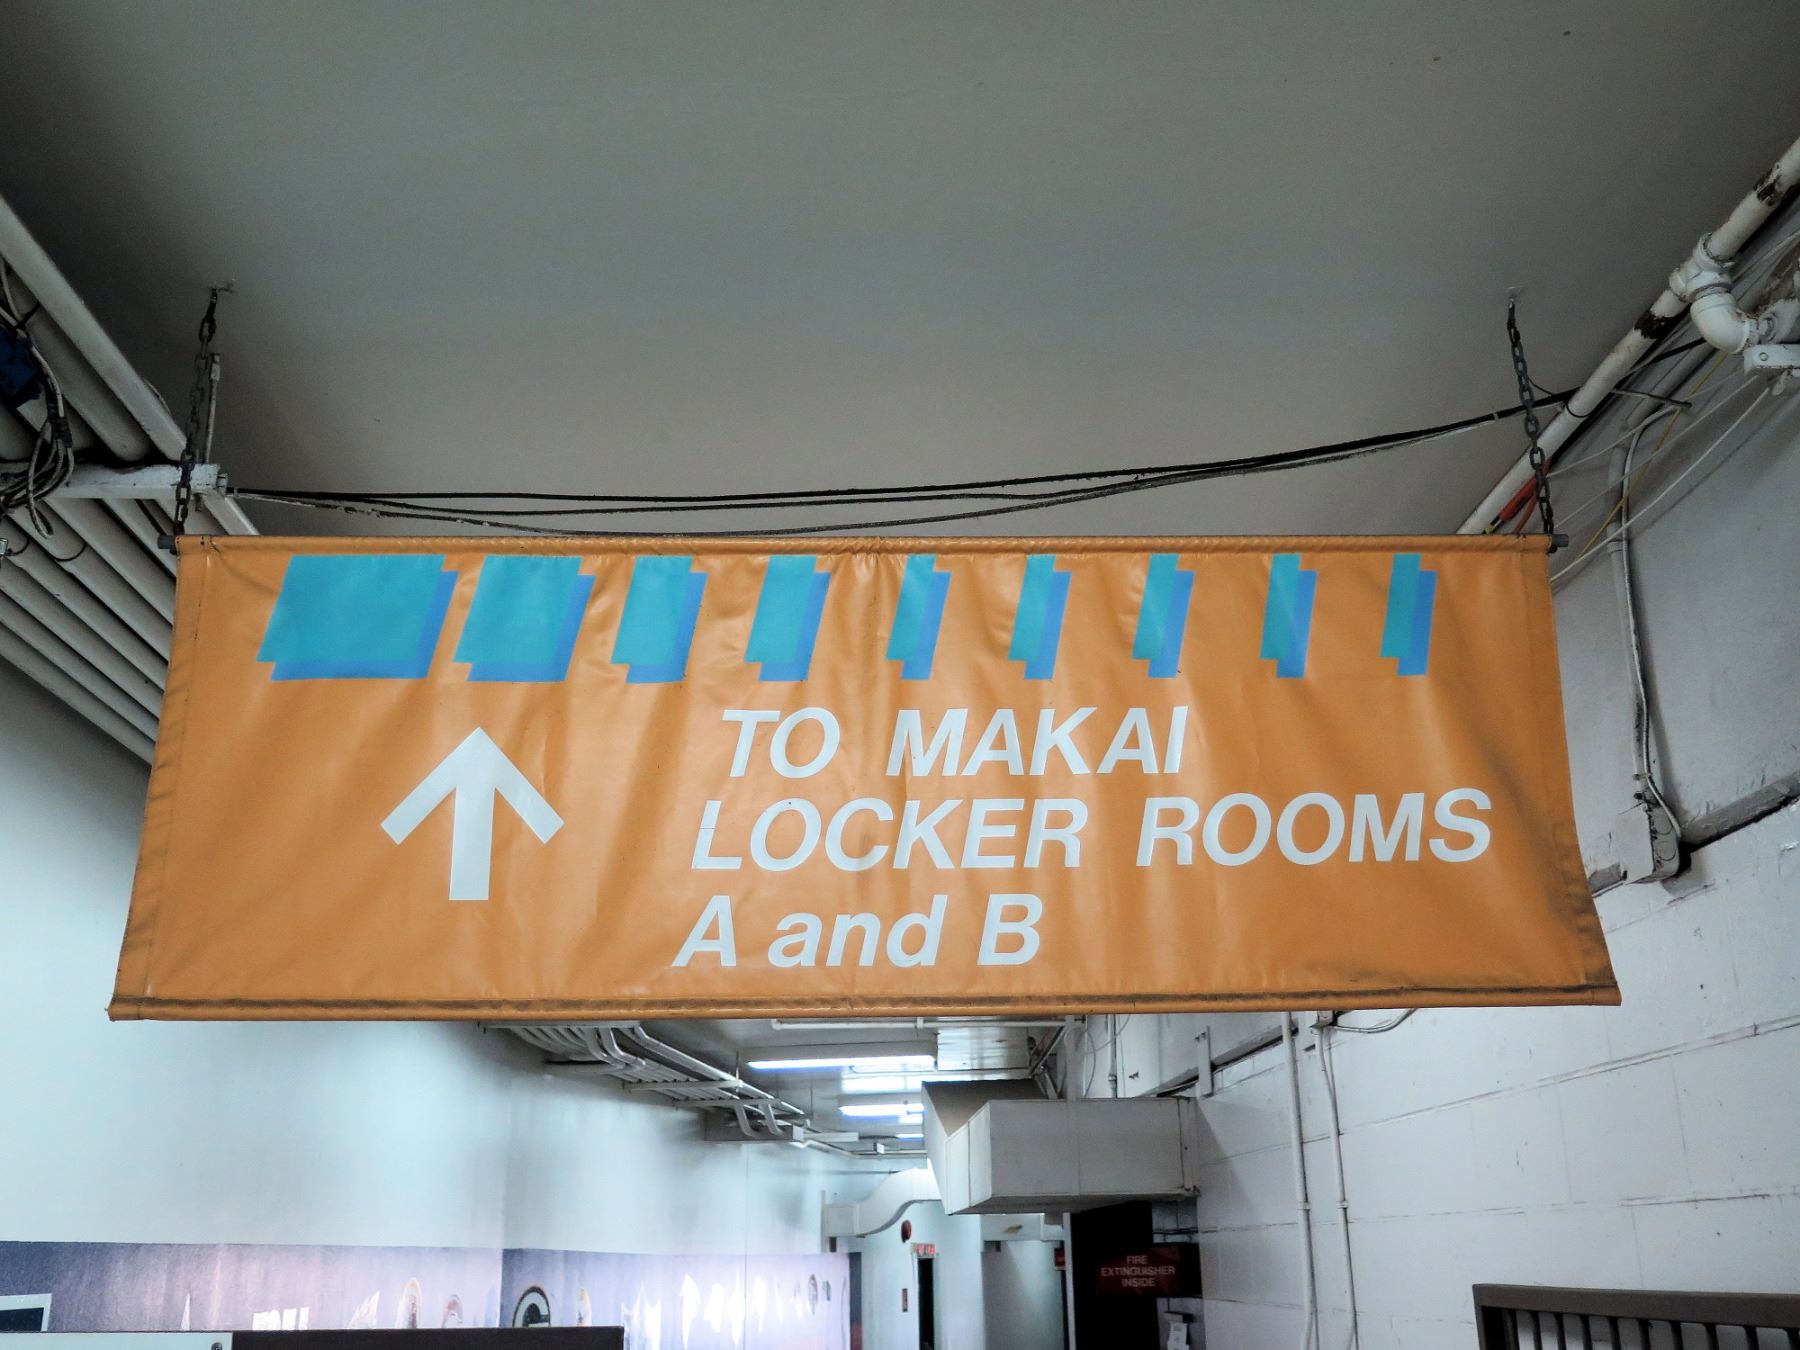 TO MAKAI
LOCKER ROOMS
A and B
FIRE
EXTINGUISHER
INSIDE